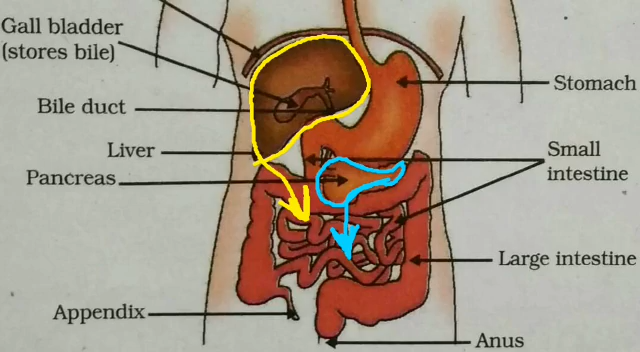 Gall bladder
(stores bile)
Stomach
Bile duct
Liver
Small
intestine
Pancreas
Large intestine
Appendix
Anus